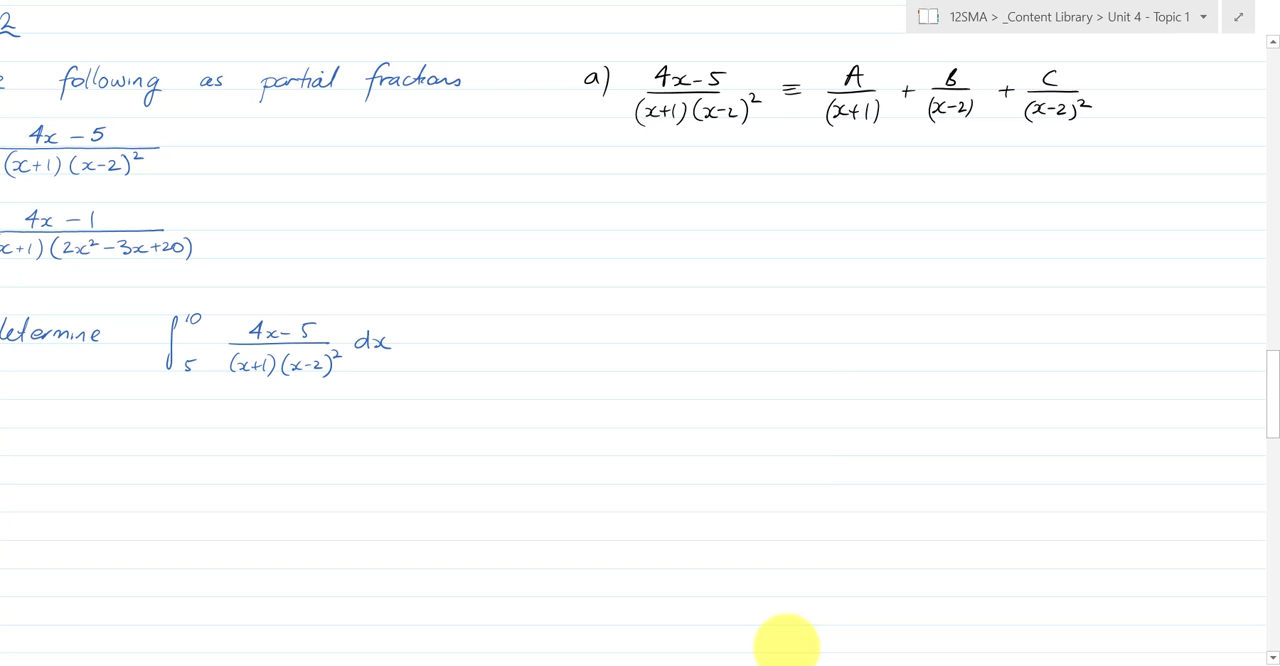 12SMA > _Content Library > Unit 4 - Topic 1
2
following as partial fractions
4x - 5 / (x+1)(x-2)²
4x - 1 / x+1)(2x² - 3x + 20)
determine ∫₅¹⁰ 4x - 5 / (x+1)(x-2)² dx
a) 4x - 5 / (x+1)(x-2)² ≡ A / (x+1) + B / (x-2) + C / (x-2)²